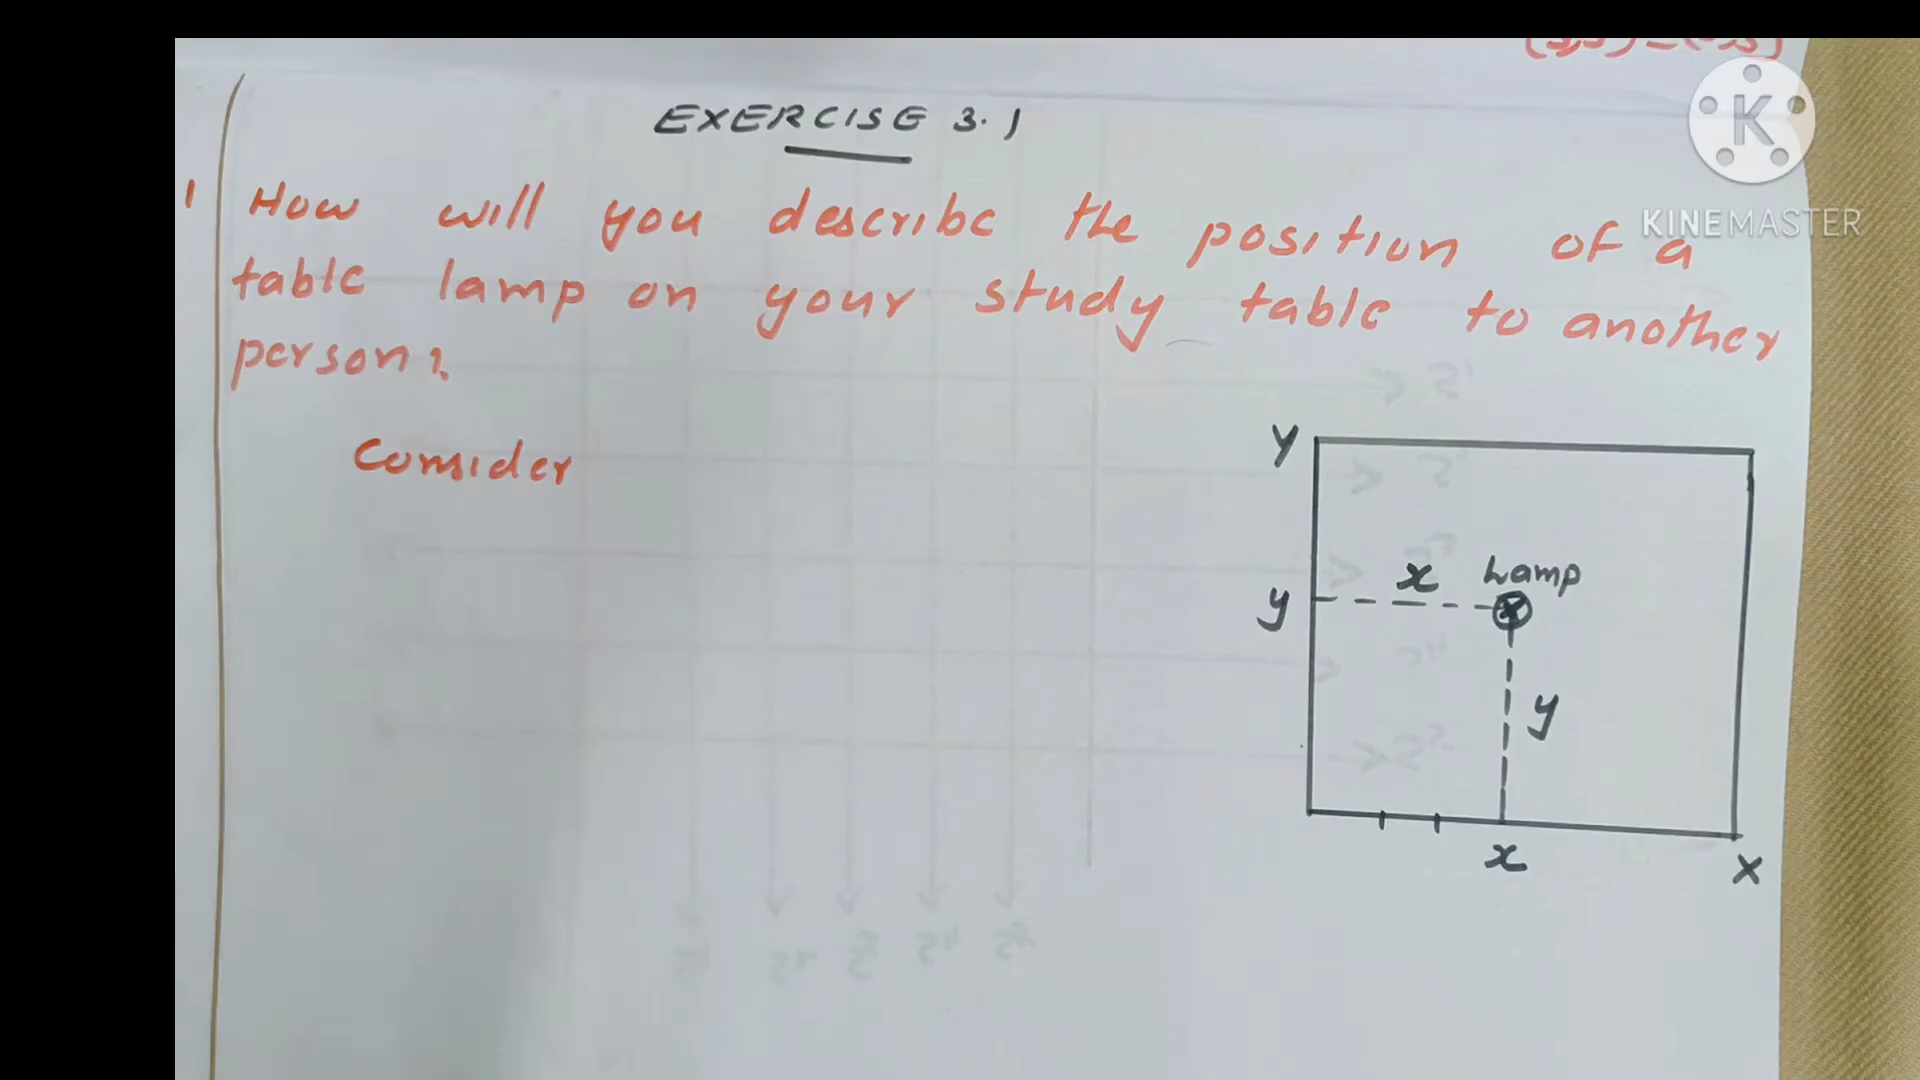 EXERCISE 3.1
1 How will you describe the position of a
table lamp on your study table to another
person?
Consider
Y
Lamp
x
y
y
x
X
K
KINEMASTER